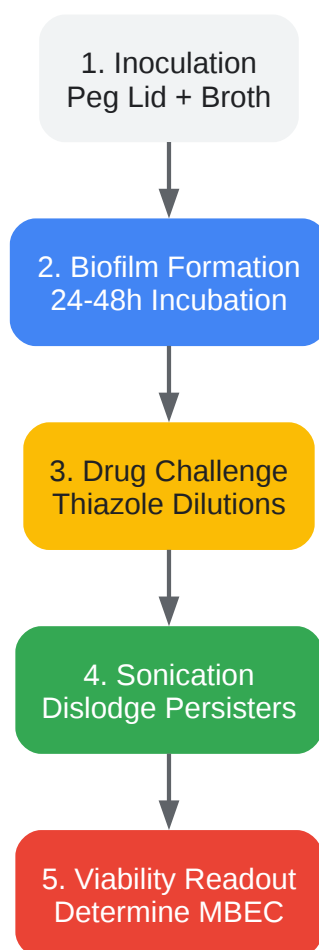 1. Inoculation
Peg Lid + Broth
2. Biofilm Formation
24-48h Incubation
3. Drug Challenge
Thiazole Dilutions
4. Sonication
Dislodge Persisters
5. Viability Readout
Determine MBEC